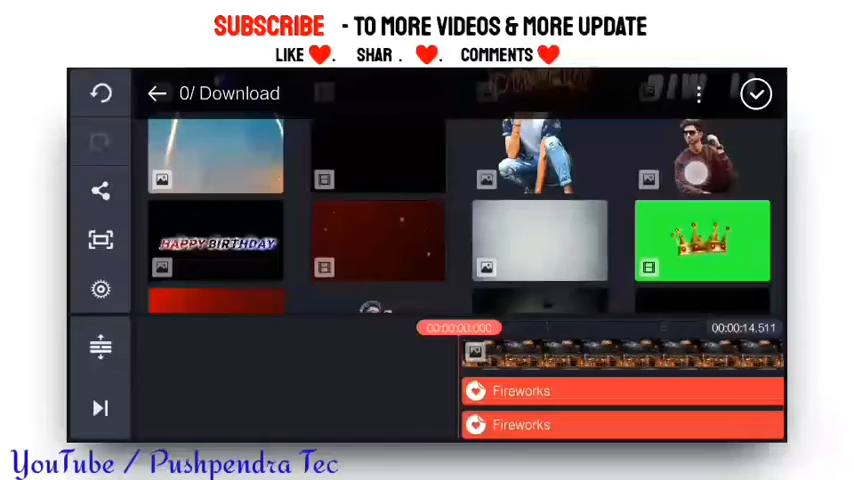 SUBSCRIBE - TO MORE VIDEOS & MORE UPDATE
LIKE ❤. SHAR . ❤. COMMENTS ❤
0/ Download
HAPPY BIRTHDAY
00:00:00.000
00:00:14.511
Fireworks
Fireworks
YouTube / Pushpendra Tec